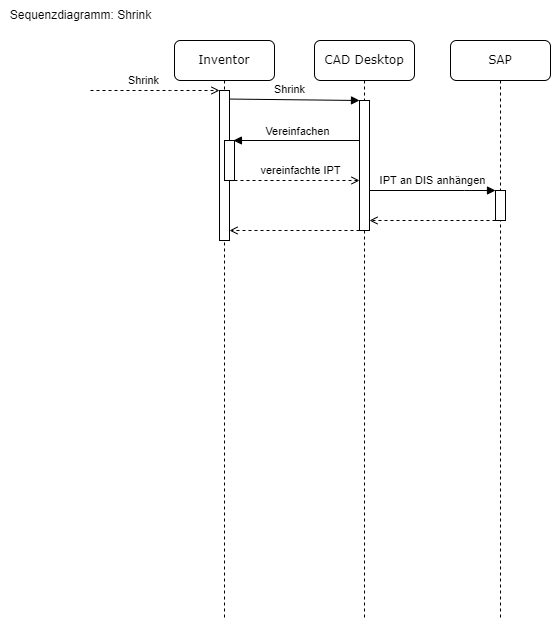 Sequenzdiagramm: Shrink
Inventor
CAD Desktop
SAP
Shrink
Shrink
Vereinfachen
vereinfachte IPT
IPT an DIS anhängen